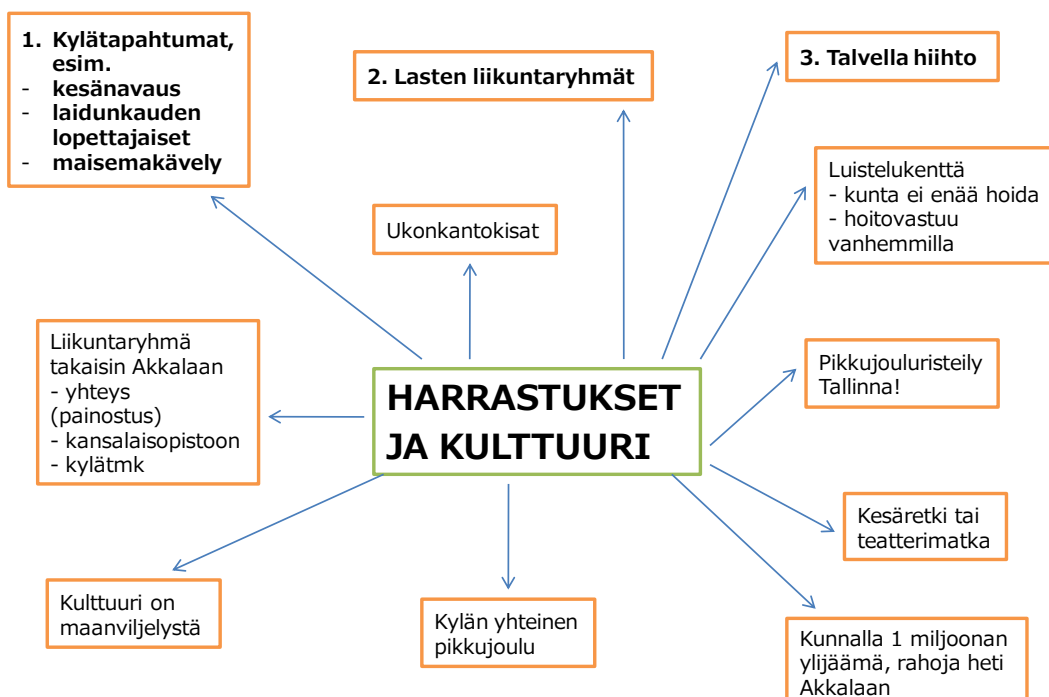 1. Kylätapahtumat,
esim.
- kesänavaus
- laidunkauden
lopettajaiset
- maisemakävely
2. Lasten liikuntaryhmät
3. Talvella hiihto
Luistelukenttä
- kunta ei enää hoida
- hoitovastuu
vanhemmilla
Ukonkantokisat
Liikuntaryhmä
takaisin Akkalaan
- yhteys
(painostus)
- kansalaisopistoon
- kylätmk
HARRASTUKSET
JA KULTTUURI
Pikkujouluristeily
Tallinna!
Kesäretki tai
teatterimatka
Kulttuuri on
maanviljelystä
Kylän yhteinen
pikkujoulu
Kunnalla 1 miljoonan
ylijäämä, rahoja heti
Akkalaan